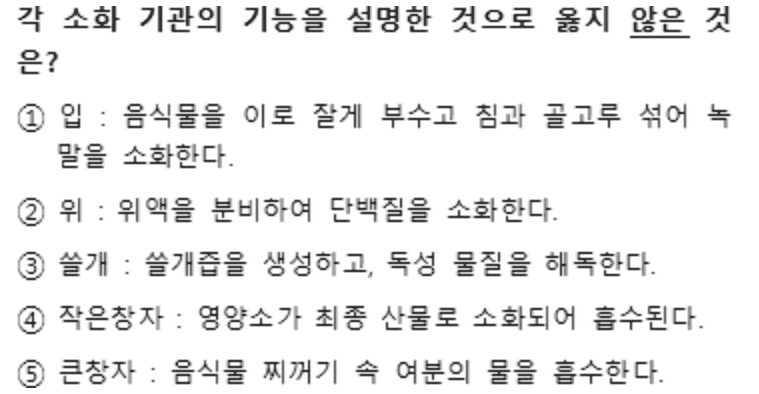 각 소화 기관의 기능을 설명한 것으로 옳지 않은 것
은?
① 입 : 음식물을 이로 잘게 부수고 침과 골고루 섞어 녹
말을 소화한다.
② 위 : 위액을 분비하여 단백질을 소화한다.
③ 쓸개 : 쓸개즙을 생성하고, 독성 물질을 해독한다.
④ 작은창자 : 영양소가 최종 산물로 소화되어 흡수된다.
⑤ 큰창자 : 음식물 찌꺼기 속 여분의 물을 흡수한다.